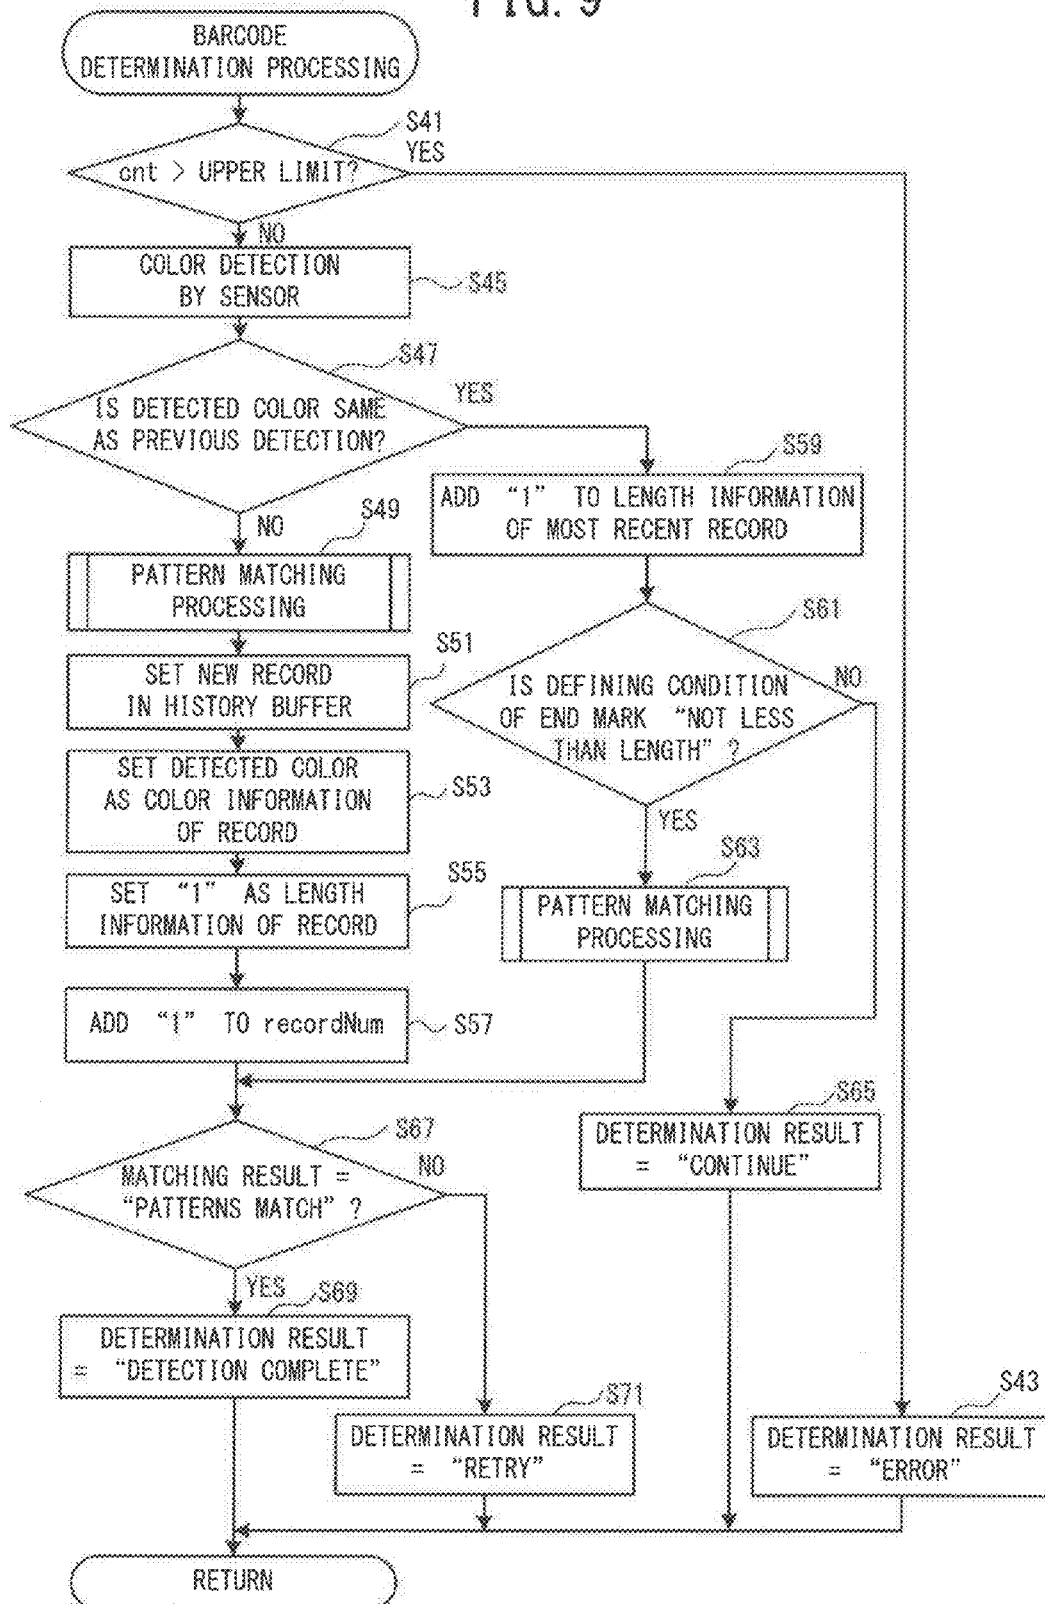 FIG. 9
BARCODE
DETERMINATION PROCESSING
S41
YES
cnt > UPPER LIMIT?
NO
COLOR DETECTION
BY SENSOR
S45
S47
YES
IS DETECTED COLOR SAME
AS PREVIOUS DETECTION?
NO
S49
S59
ADD "1" TO LENGTH INFORMATION
OF MOST RECENT RECORD
PATTERN MATCHING
PROCESSING
S61
NO
IS DEFINING CONDITION
OF END MARK "NOT LESS
THAN LENGTH" ?
YES
S51
SET NEW RECORD
IN HISTORY BUFFER
SET DETECTED COLOR
AS COLOR INFORMATION
OF RECORD
S53
S63
PATTERN MATCHING
PROCESSING
S55
SET "1" AS LENGTH
INFORMATION OF RECORD
ADD "1" TO recordNum
S57
S65
DETERMINATION RESULT
= "CONTINUE"
S67
NO
MATCHING RESULT =
"PATTERNS MATCH" ?
YES
S69
DETERMINATION RESULT
= "DETECTION COMPLETE"
S71
DETERMINATION RESULT
= "RETRY"
S43
DETERMINATION RESULT
= "ERROR"
RETURN